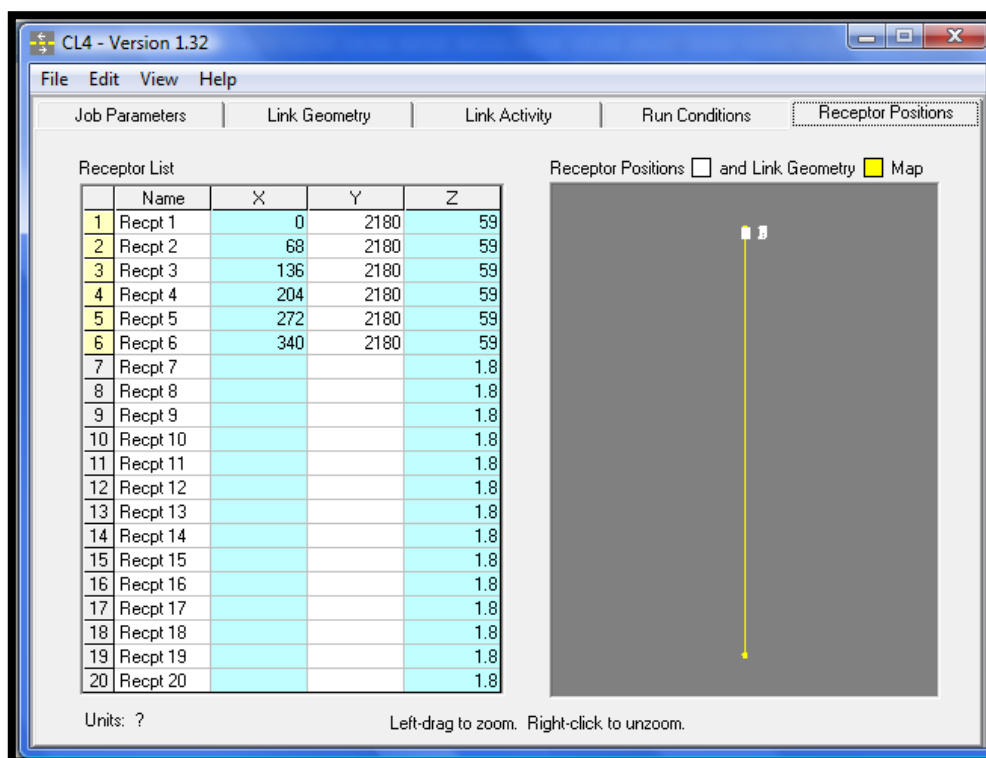 CL4 - Version 1.32
File Edit View Help
Job Parameters Link Geometry Link Activity Run Conditions Receptor Positions
Receptor List
Receptor Positions and Link Geometry Map
Name X Y Z
1 Recpt 1 0 2180 59
2 Recpt 2 68 2180 59
3 Recpt 3 136 2180 59
4 Recpt 4 204 2180 59
5 Recpt 5 272 2180 59
6 Recpt 6 340 2180 59
7 Recpt 7 1.8
8 Recpt 8 1.8
9 Recpt 9 1.8
10 Recpt 10 1.8
11 Recpt 11 1.8
12 Recpt 12 1.8
13 Recpt 13 1.8
14 Recpt 14 1.8
15 Recpt 15 1.8
16 Recpt 16 1.8
17 Recpt 17 1.8
18 Recpt 18 1.8
19 Recpt 19 1.8
20 Recpt 20 1.8
Units: ?
Left-drag to zoom. Right-click to unzoom.